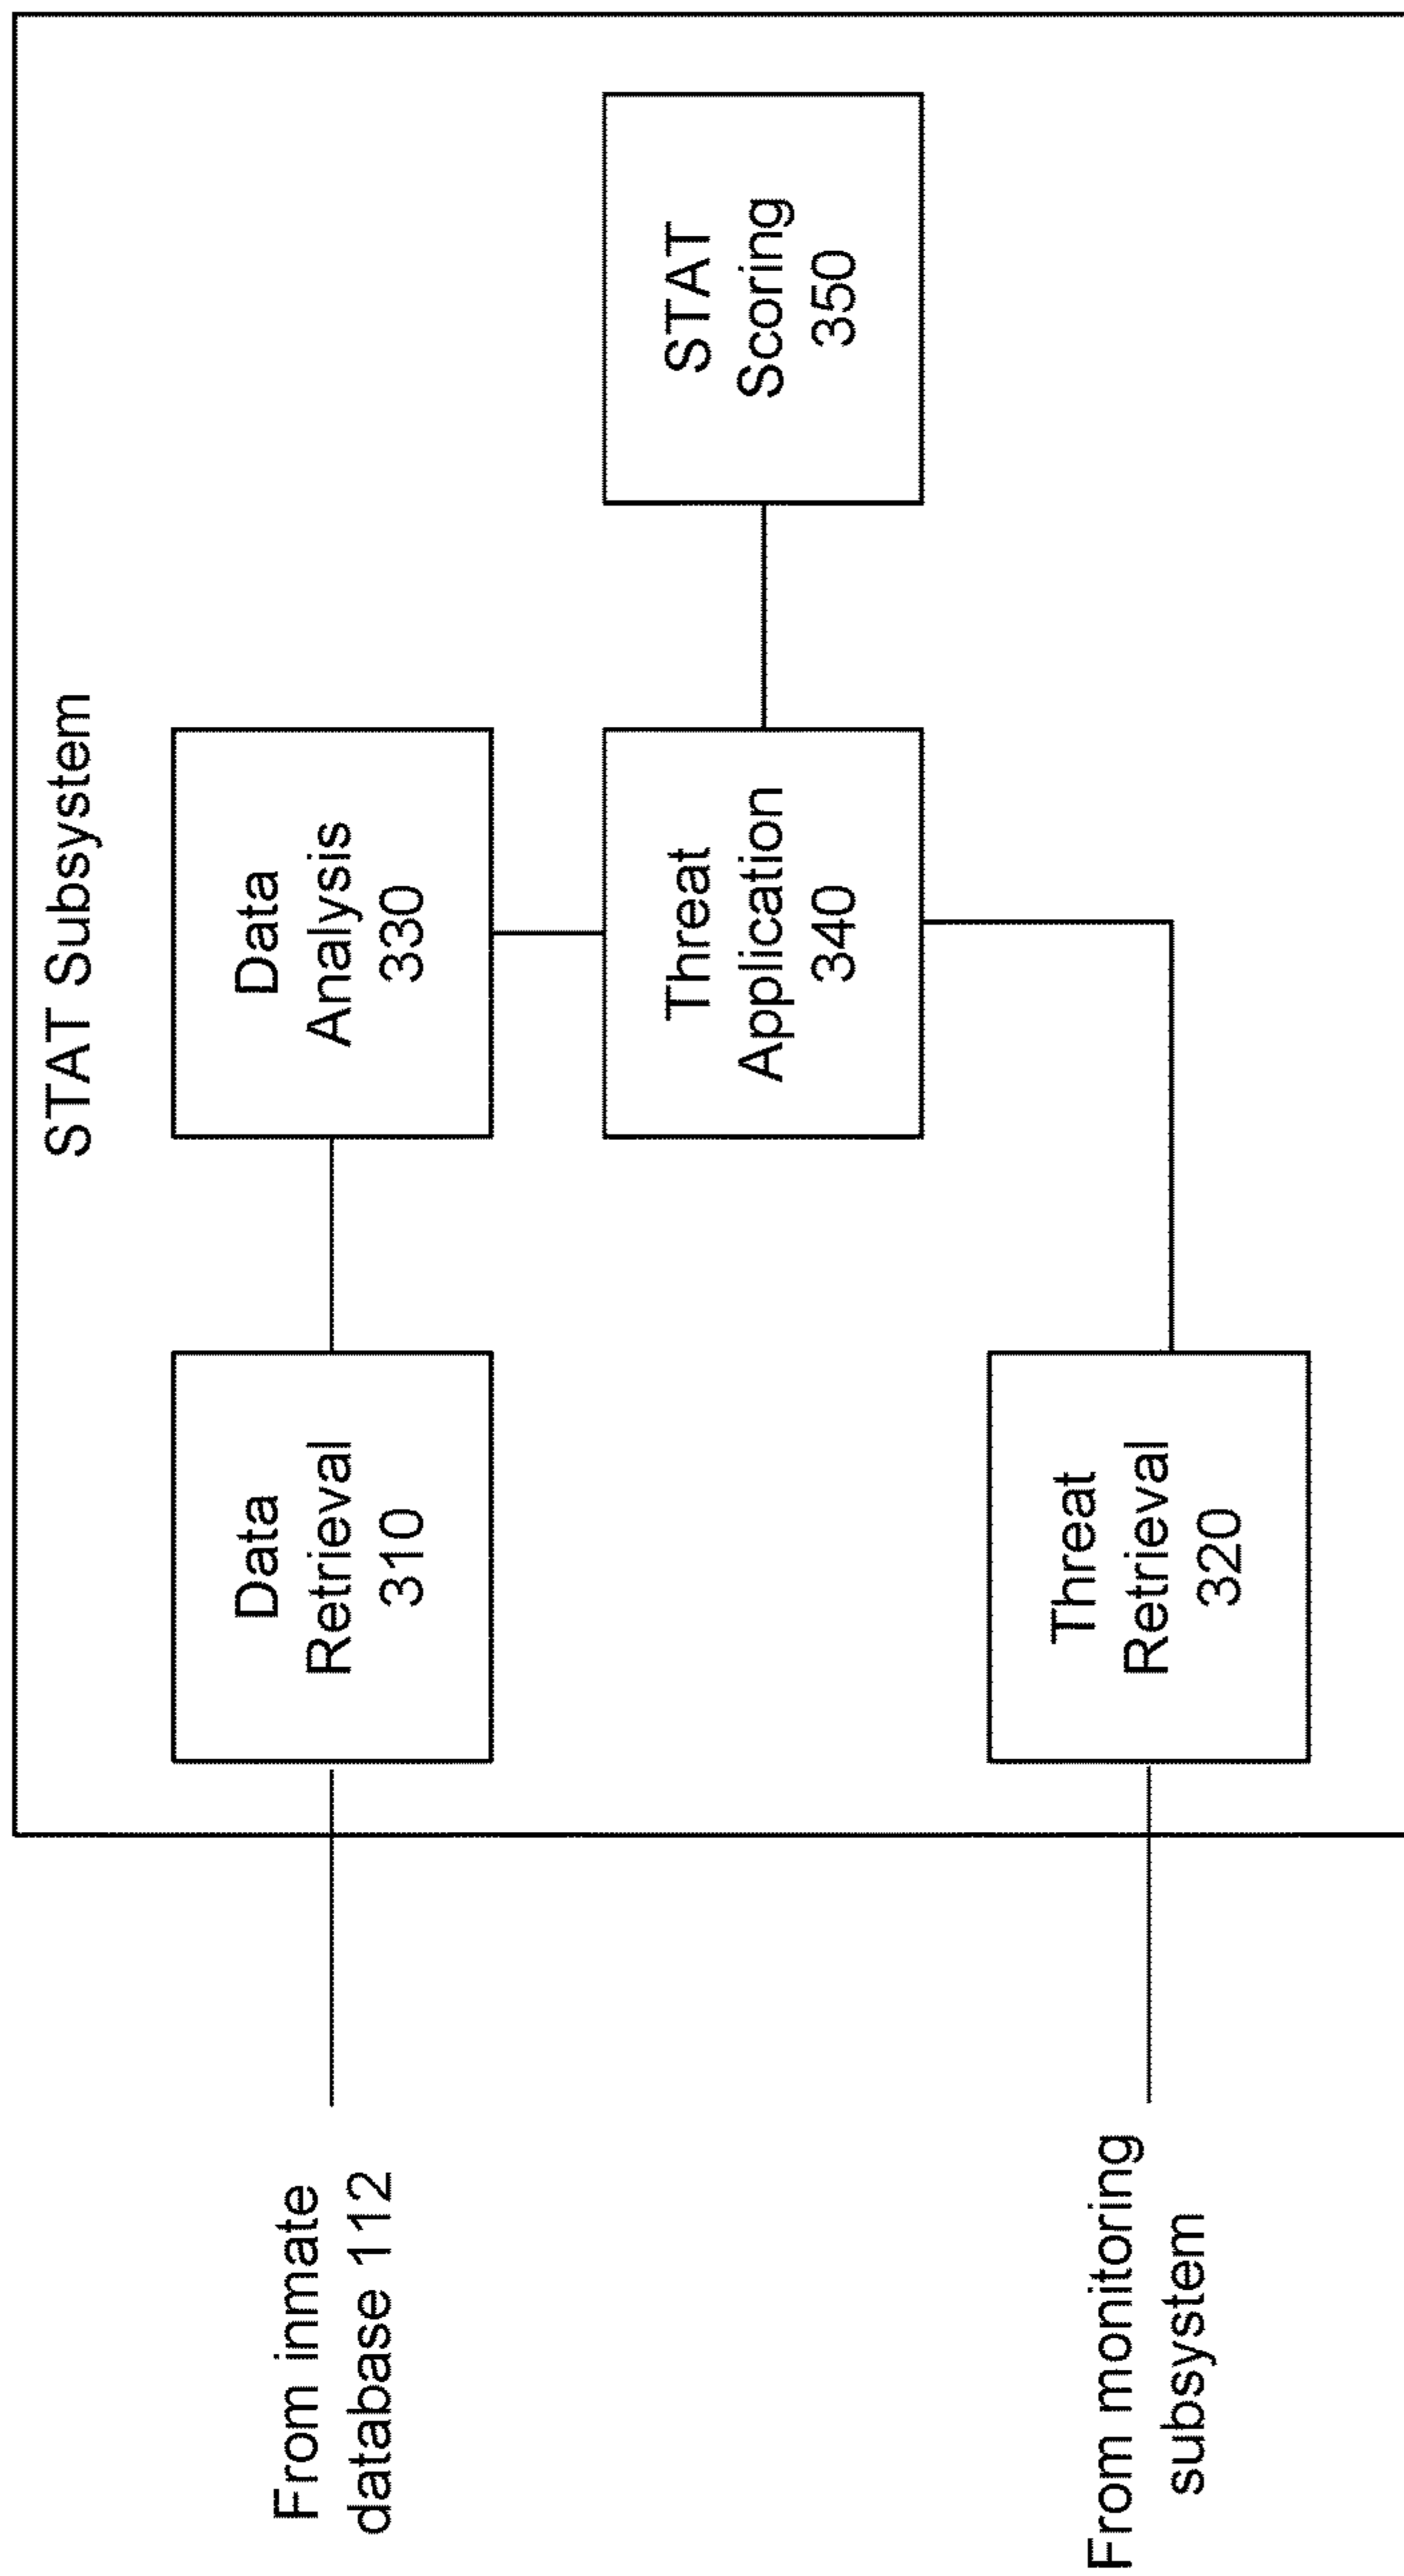 STAT Subsystem
From inmate
database 112
Data
Retrieval
310
Data
Analysis
330
Threat
Application
340
STAT
Scoring
350
From monitoring
subsystem
Threat
Retrieval
320